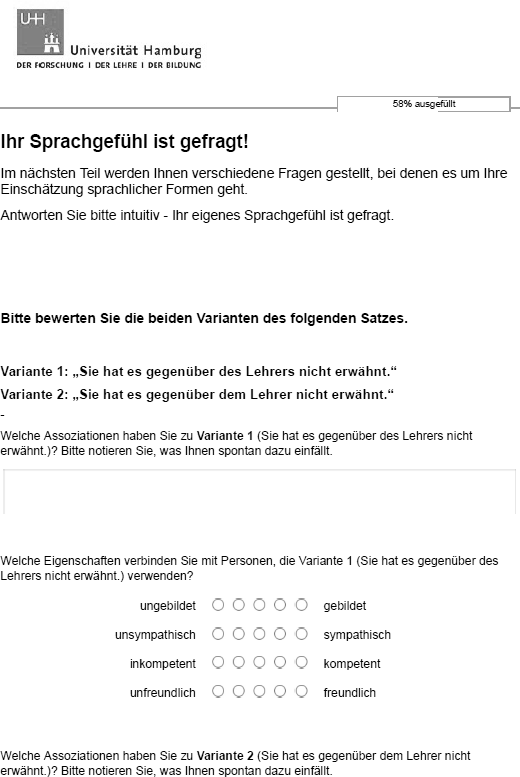 UHH
Universität Hamburg
DER FORSCHUNG | DER LEHRE | DER BILDUNG
58% ausgefüllt
Ihr Sprachgefühl ist gefragt!
Im nächsten Teil werden Ihnen verschiedene Fragen gestellt, bei denen es um Ihre
Einschätzung sprachlicher Formen geht.
Antworten Sie bitte intuitiv - Ihr eigenes Sprachgefühl ist gefragt.
Bitte bewerten Sie die beiden Varianten des folgenden Satzes.
Variante 1: „Sie hat es gegenüber des Lehrers nicht erwähnt.“
Variante 2: „Sie hat es gegenüber dem Lehrer nicht erwähnt.“
-
Welche Assoziationen haben Sie zu Variante 1 (Sie hat es gegenüber des Lehrers nicht
erwähnt.)? Bitte notieren Sie, was Ihnen spontan dazu einfällt.
Welche Eigenschaften verbinden Sie mit Personen, die Variante 1 (Sie hat es gegenüber des
Lehrers nicht erwähnt.) verwenden?
ungebildet gebildet
unsympathisch sympathisch
inkompetent kompetent
unfreundlich freundlich
Welche Assoziationen haben Sie zu Variante 2 (Sie hat es gegenüber dem Lehrer nicht
erwähnt.)? Bitte notieren Sie, was Ihnen spontan dazu einfällt.